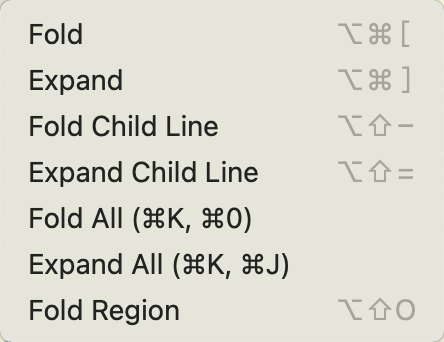 Fold ⌥⌘[
Expand ⌥⌘]
Fold Child Line ⌥⇧−
Expand Child Line ⌥⇧=
Fold All (⌘K, ⌘0)
Expand All (⌘K, ⌘J)
Fold Region ⌥⇧O